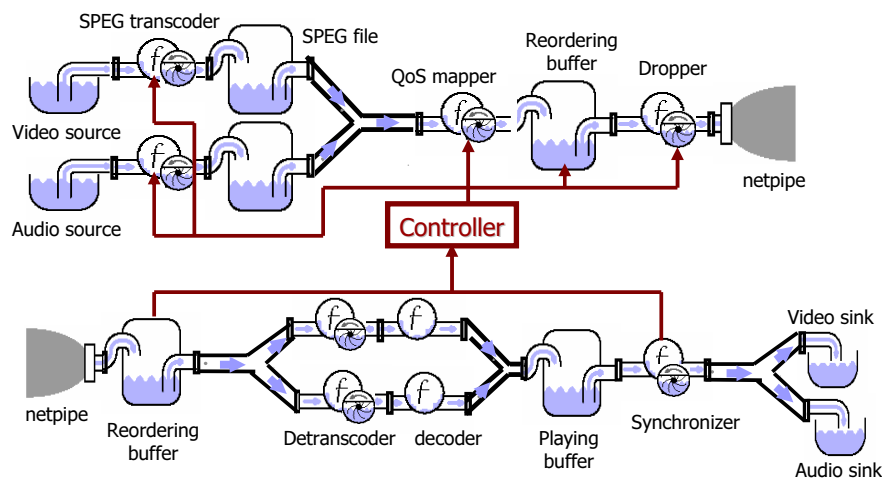 SPEG transcoder
SPEG file
QoS mapper
Reordering
buffer
Dropper
Video source
Audio source
netpipe
Controller
netpipe
Reordering
buffer
Detranscoder
decoder
Playing
buffer
Synchronizer
Video sink
Audio sink
f
f
f
f
f
f
f
f
f